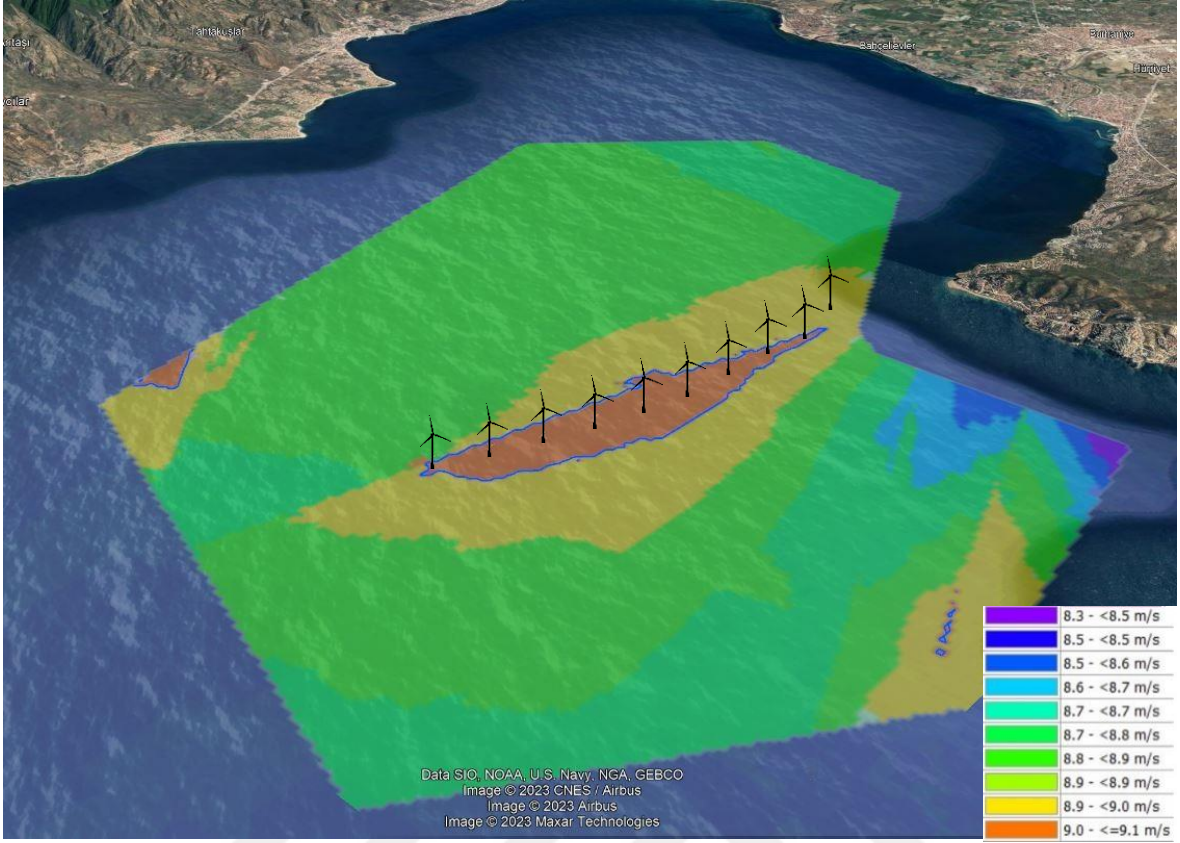 Tahtakuşlar
Bahçelievler
Burhaniye
Hürriyet
8.3 - <8.5 m/s
8.5 - <8.5 m/s
8.5 - <8.6 m/s
8.6 - <8.7 m/s
8.7 - <8.7 m/s
8.7 - <8.8 m/s
8.8 - <8.9 m/s
8.9 - <8.9 m/s
8.9 - <9.0 m/s
9.0 - <=9.1 m/s
Data SIO, NOAA, U.S. Navy, NGA, GEBCO
Image © 2023 CNES / Airbus
Image © 2023 Airbus
Image © 2023 Maxar Technologies